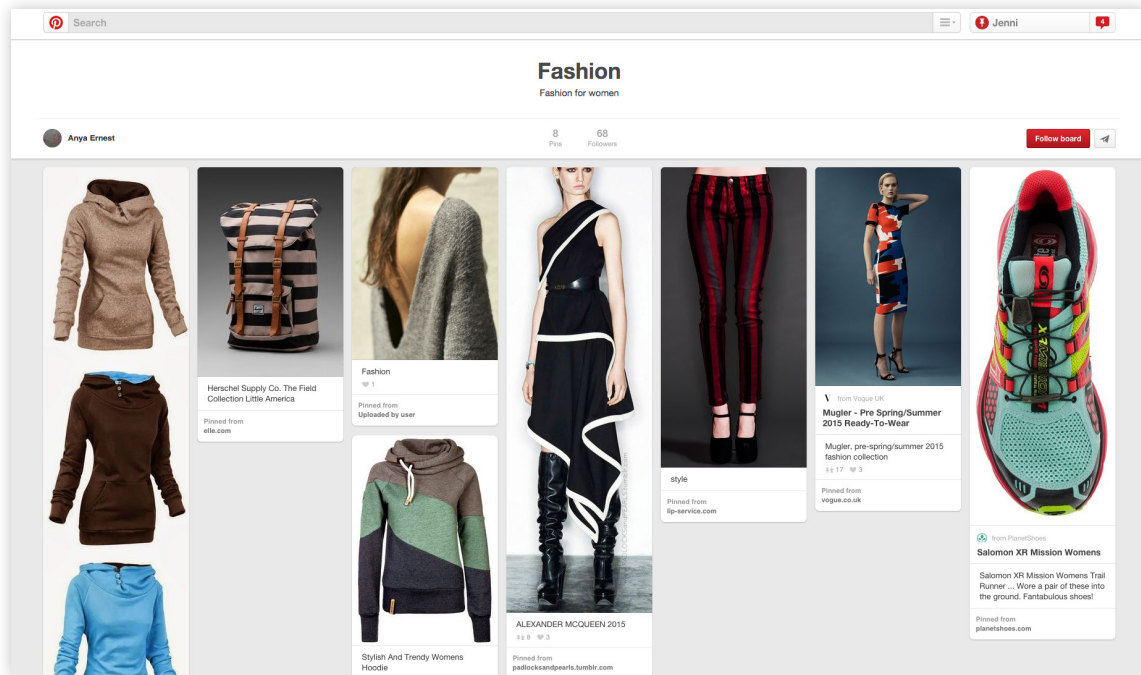 Search
Jenni
4
Fashion
Fashion for women
Anya Ernest
8
Pins
68
Followers
Follow board
Herschel Supply Co. The Field
Collection Little America
Pinned from
elle.com
Fashion
1
Pinned from
Uploaded by user
Stylish And Trendy Womens
Hoodie
ALEXANDER MCQUEEN 2015
8
3
Pinned from
padlocksandpearls.tumblr.com
style
Pinned from
lip-service.com
from Vogue UK
Mugler - Pre Spring/Summer
2015 Ready-To-Wear
Mugler, pre-spring/summer 2015
fashion collection
17
3
Pinned from
vogue.co.uk
from PlanetShoes
Salomon XR Mission Womens
Salomon XR Mission Womens Trail
Runner ... Wore a pair of these into
the ground. Fantabulous shoes!
Pinned from
planetshoes.com